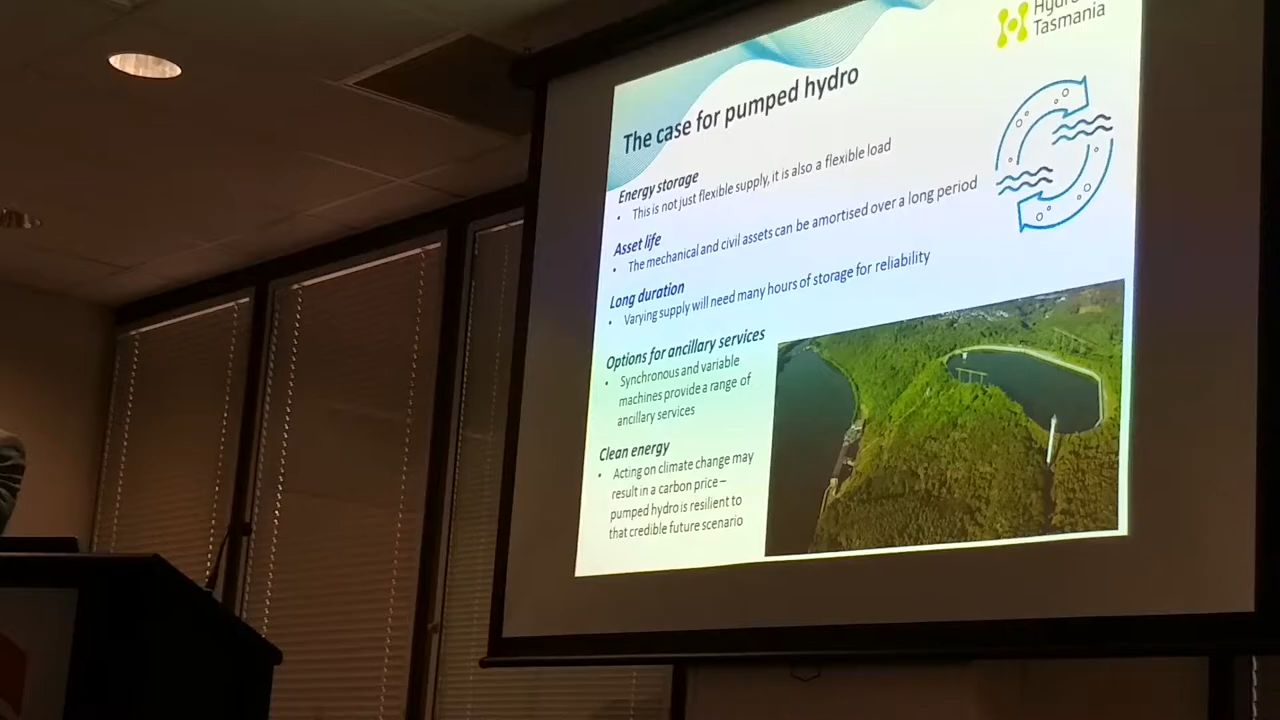 Hydro
Tasmania
The case for pumped hydro
Energy storage
• This is not just flexible supply, it is also a flexible load
Asset life
• The mechanical and civil assets can be amortised over a long period
Long duration
• Varying supply will need many hours of storage for reliability
Options for ancillary services
• Synchronous and variable
machines provide a range of
ancillary services
Clean energy
• Acting on climate change may
result in a carbon price –
pumped hydro is resilient to
that credible future scenario